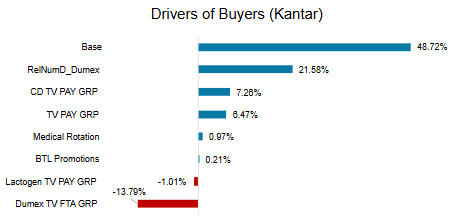 Drivers of Buyers (Kantar)
Base 48.72%
RelNumD_Dumex 21.58%
CD TV PAY GRP 7.26%
TV PAY GRP 6.47%
Medical Rotation 0.97%
BTL Promotions 0.21%
Lactogen TV PAY GRP -1.01%
Dumex TV FTA GRP -13.79%